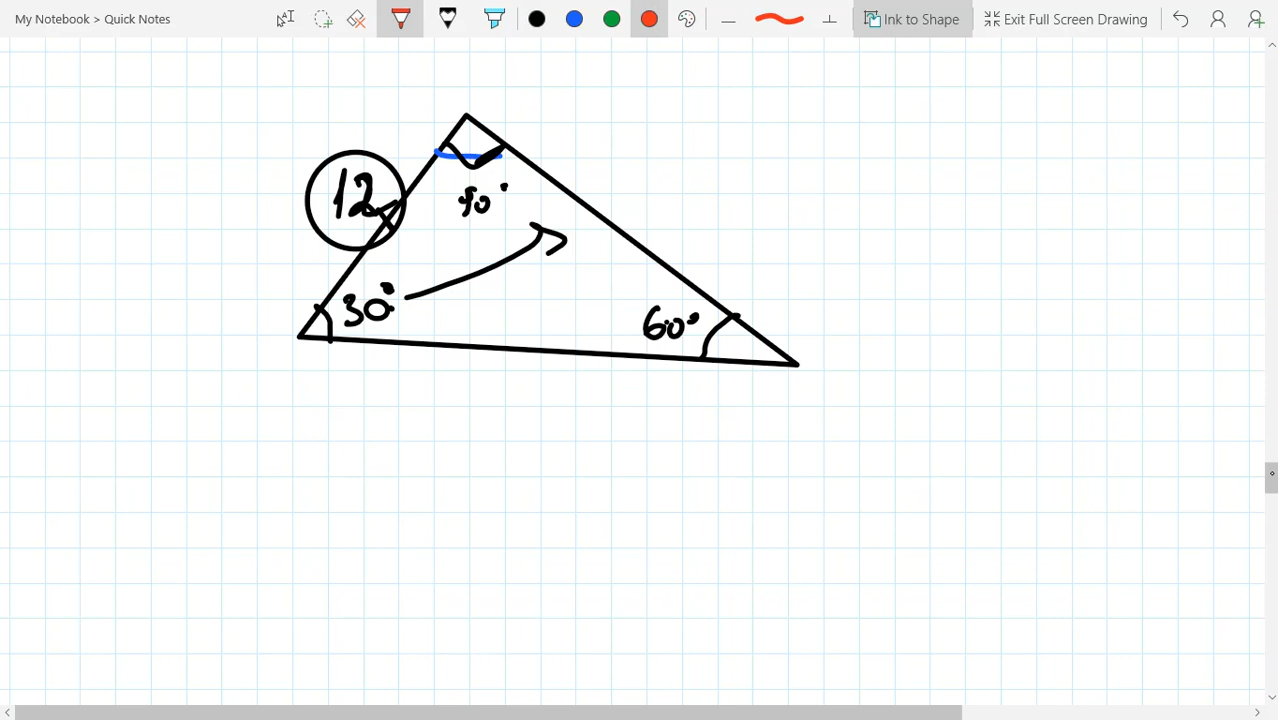 My Notebook > Quick Notes
Ink to Shape
Exit Full Screen Drawing
12
90°
30°
60°